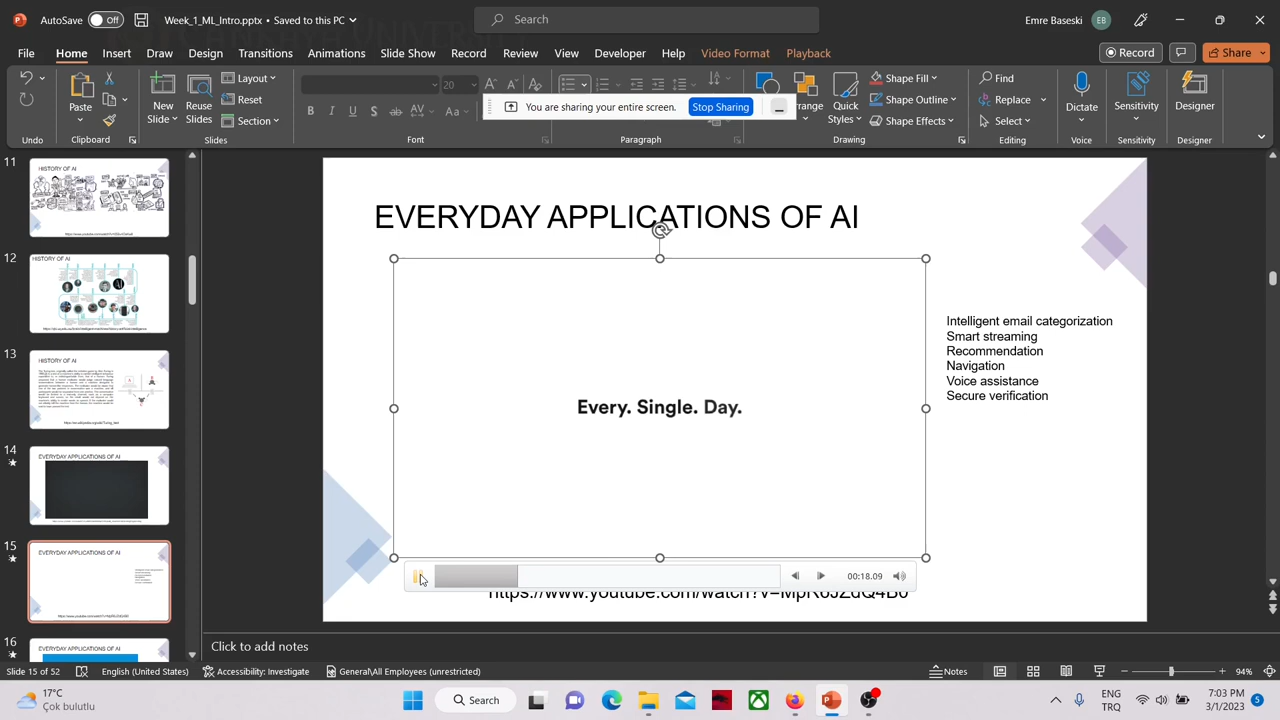 AutoSave Off Week_1_ML_Intro.pptx • Saved to this PC Search Emre Baseski EB
File Home Insert Draw Design Transitions Animations Slide Show Record Review View Developer Help Video Format Playback Record Share
Paste New Slide Reuse Slides Layout Reset Section 20 Shape Fill Shape Outline Shape Effects Quick Styles Find Replace Select Dictate Sensitivity Designer
You are sharing your entire screen. Stop Sharing
Undo Clipboard Slides Font Paragraph Drawing Editing Voice Sensitivity Designer
11
HISTORY OF AI
12
HISTORY OF AI
13
HISTORY OF AI
14
EVERYDAY APPLICATIONS OF AI
15
EVERYDAY APPLICATIONS OF AI
16
EVERYDAY APPLICATIONS OF AI
EVERYDAY APPLICATIONS OF AI
Every. Single. Day.
Intelligent email categorization
Smart streaming
Recommendation
Navigation
Voice assistance
Secure verification
00:18.09
Click to add notes
Slide 15 of 52 English (United States) Accessibility: Investigate General\All Employees (unrestricted) Notes 94%
17°C
Çok bulutlu
Search
ENG
TRQ
7:03 PM
3/1/2023
5